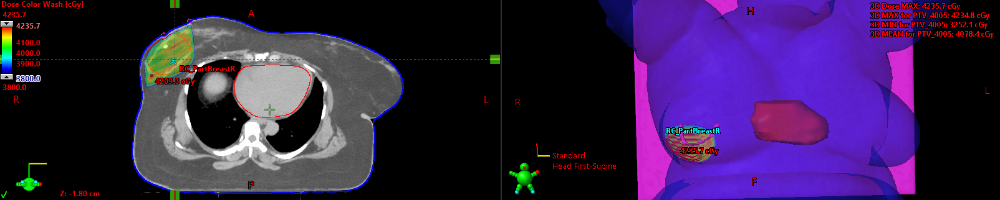 Dose Color Wash [cGy]
4235.7
4235.7
4100.0
4000.0
3900.0
3800.0
3800.0
A
RC_PartBreastR
4209.3 cGy
R
L
P
Z: -1.80 cm
H
3D Dose MAX: 4235.7 cGy
3D MAX for PTV_4005: 4234.8 cGy
3D MIN for PTV_4005: 3252.1 cGy
3D MEAN for PTV_4005: 4078.4 cGy
R
L
RC_PartBreastR
4235.7 cGy
Standard
Head First-Supine
F